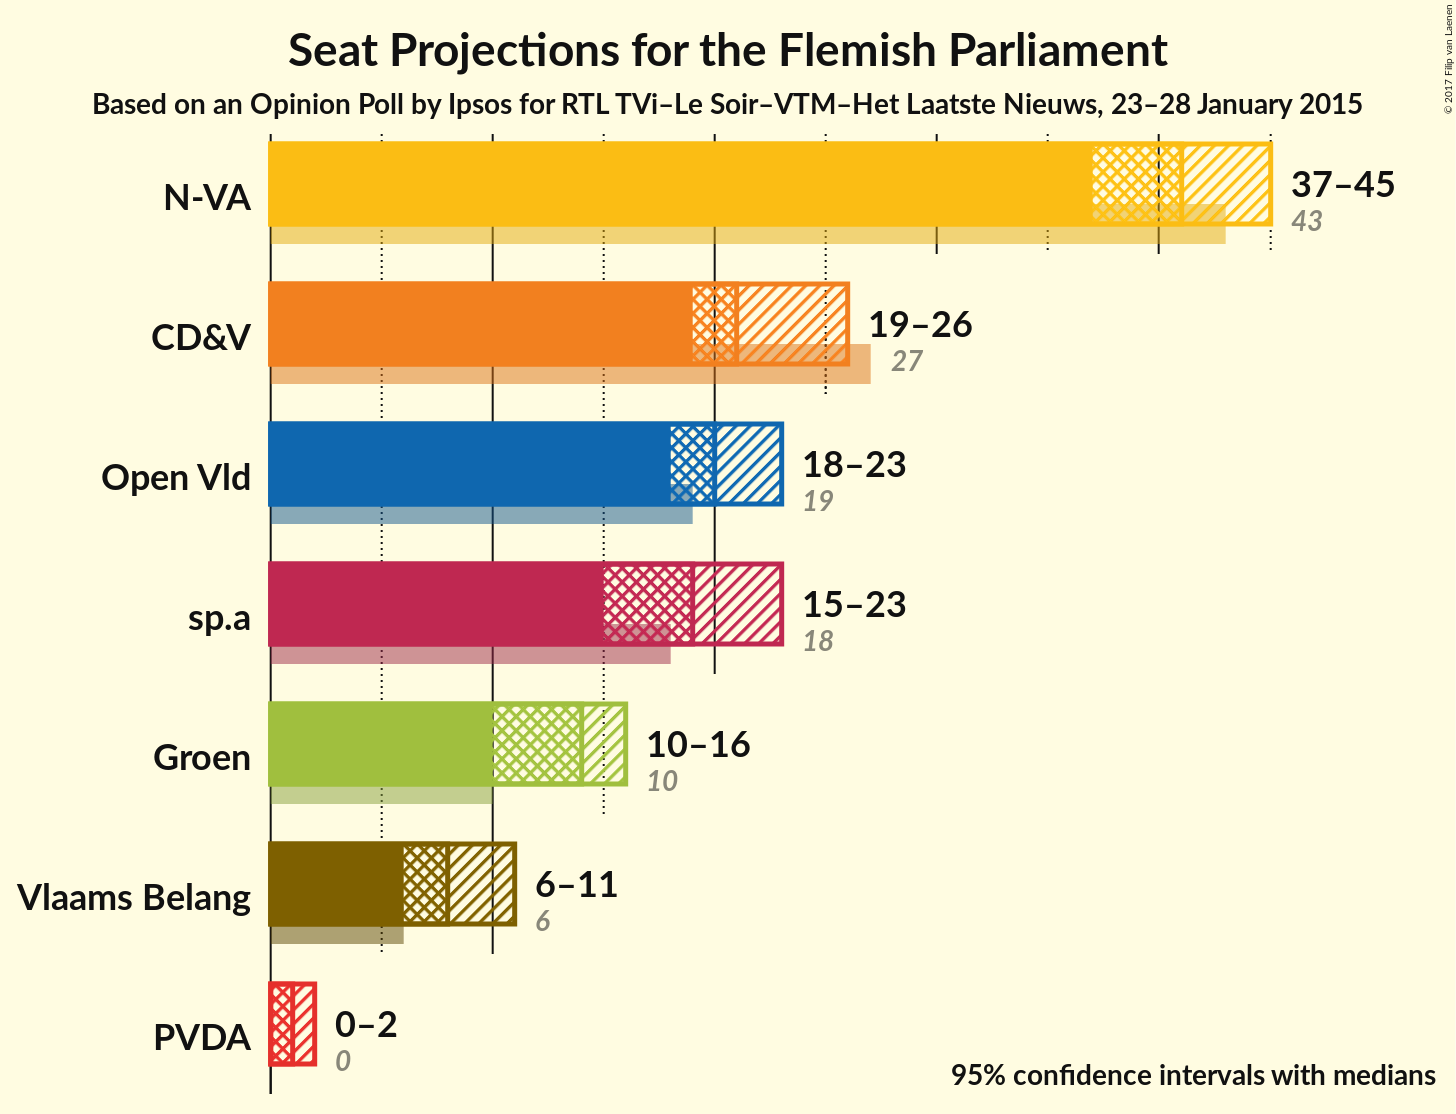 Seat Projections for the Flemish Parliament
Based on an Opinion Poll by Ipsos for RTL TVi–Le Soir–VTM–Het Laatste Nieuws, 23–28 January 2015
© 2017 Filip van Laenen
N-VA
37–45
43
CD&V
19–26
27
Open Vld
18–23
19
sp.a
15–23
18
Groen
10–16
10
Vlaams Belang
6–11
6
PVDA
0–2
0
95% confidence intervals with medians